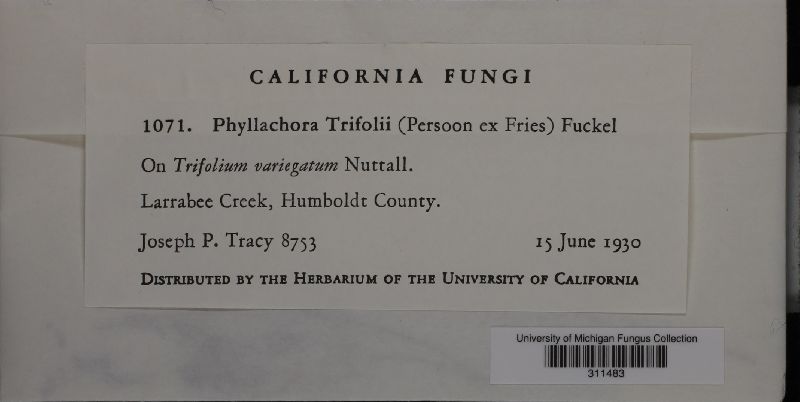 CALIFORNIA FUNGI
1071. Phyllachora Trifolii (Persoon ex Fries) Fuckel
On Trifolium variegatum Nuttall.
Larrabee Creek, Humboldt County.
Joseph P. Tracy 8753 15 June 1930
DISTRIBUTED BY THE HERBARIUM OF THE UNIVERSITY OF CALIFORNIA
University of Michigan Fungus Collection
311483